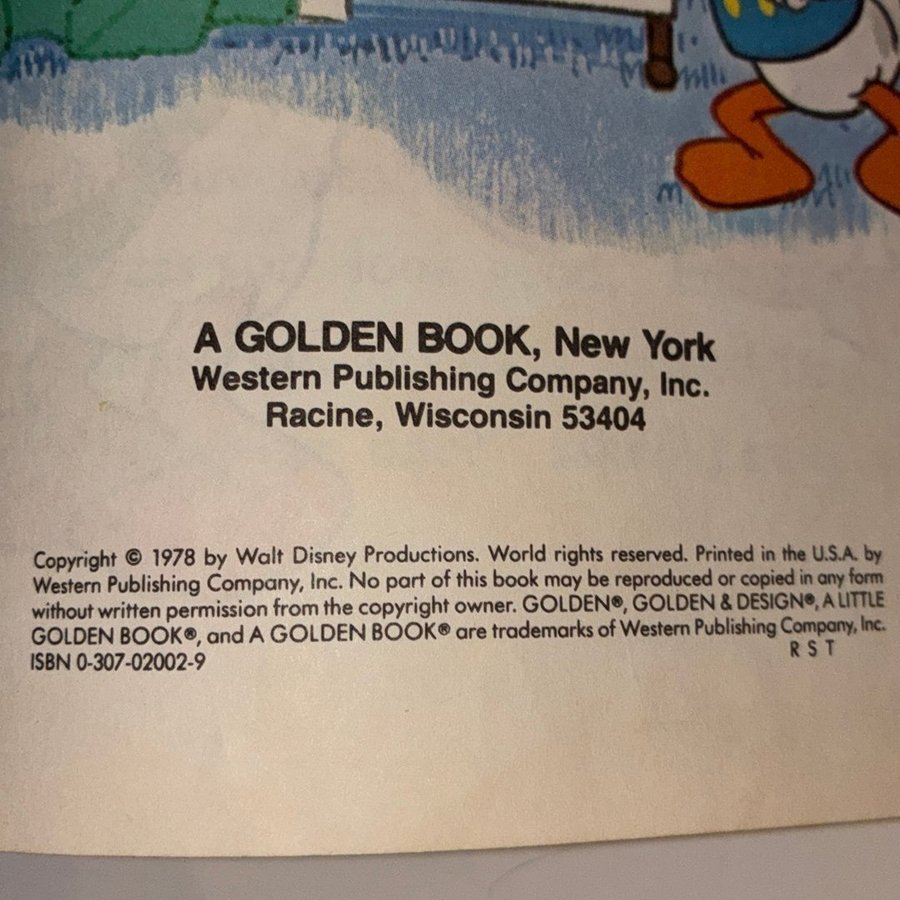 A GOLDEN BOOK, New York
Western Publishing Company, Inc.
Racine, Wisconsin 53404
Copyright © 1978 by Walt Disney Productions. World rights reserved. Printed in the U.S.A. by
Western Publishing Company, Inc. No part of this book may be reproduced or copied in any form
without written permission from the copyright owner. GOLDEN®, GOLDEN & DESIGN®, A LITTLE
GOLDEN BOOK®, and A GOLDEN BOOK® are trademarks of Western Publishing Company, Inc.
ISBN 0-307-02002-9
R S T